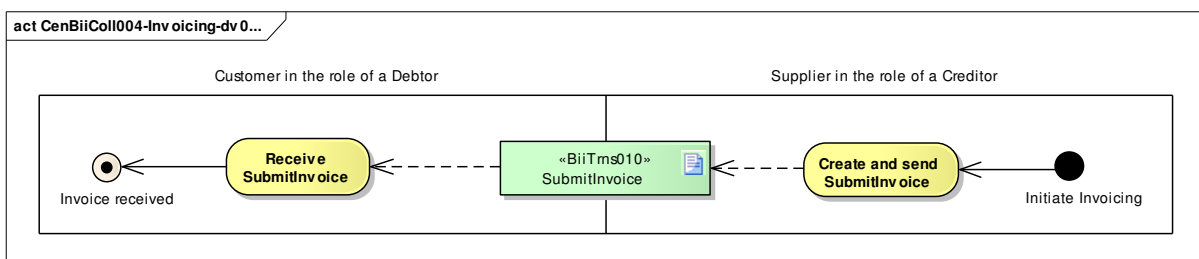 act CenBiiColl004-Invoicing-dv0...
Customer in the role of a Debtor
Supplier in the role of a Creditor
Receive
SubmitInvoice
Invoice received
«BiiTrns010»
SubmitInvoice
Create and send
SubmitInvoice
Initiate Invoicing